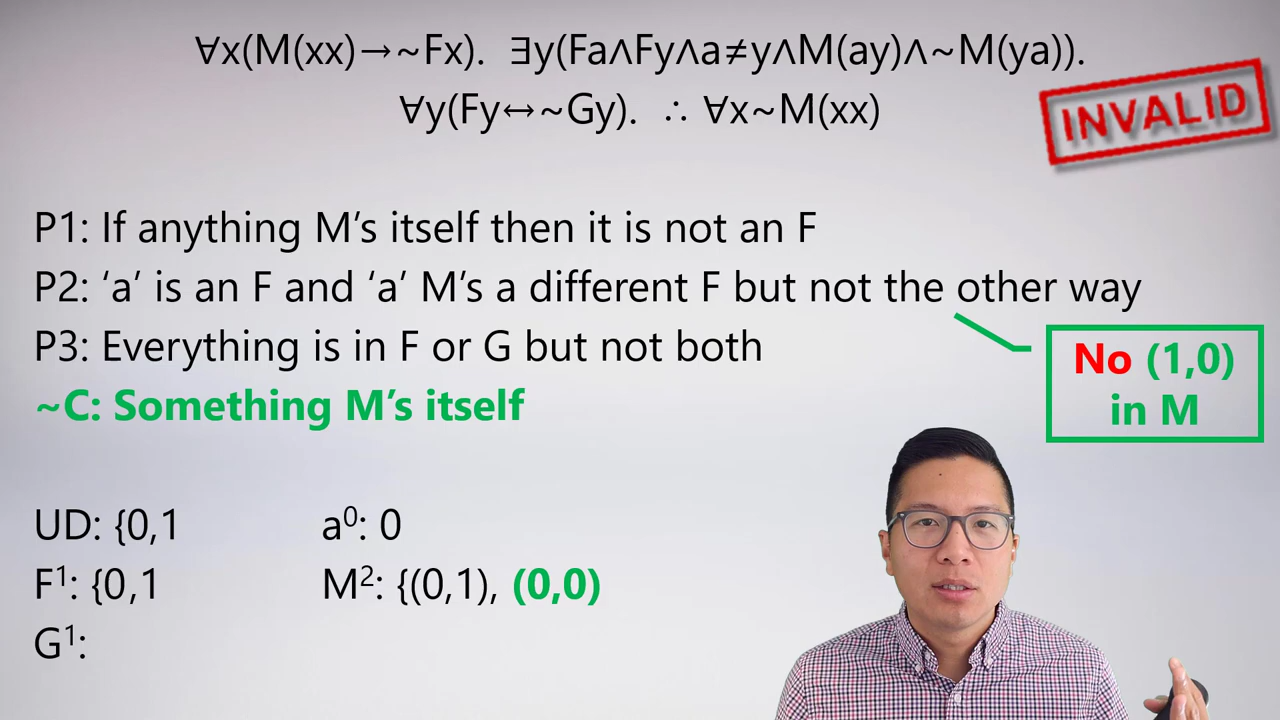 ∀x(M(xx)→~Fx). ∃y(Fa∧Fy∧a≠y∧M(ay)∧~M(ya)).
∀y(Fy↔~Gy). ∴ ∀x~M(xx)
INVALID
P1: If anything M’s itself then it is not an F
P2: ‘a’ is an F and ‘a’ M’s a different F but not the other way
P3: Everything is in F or G but not both
No (1,0)
in M
~C: Something M’s itself
UD: {0,1 a⁰: 0
F¹: {0,1 M²: {(0,1), (0,0)
G¹: